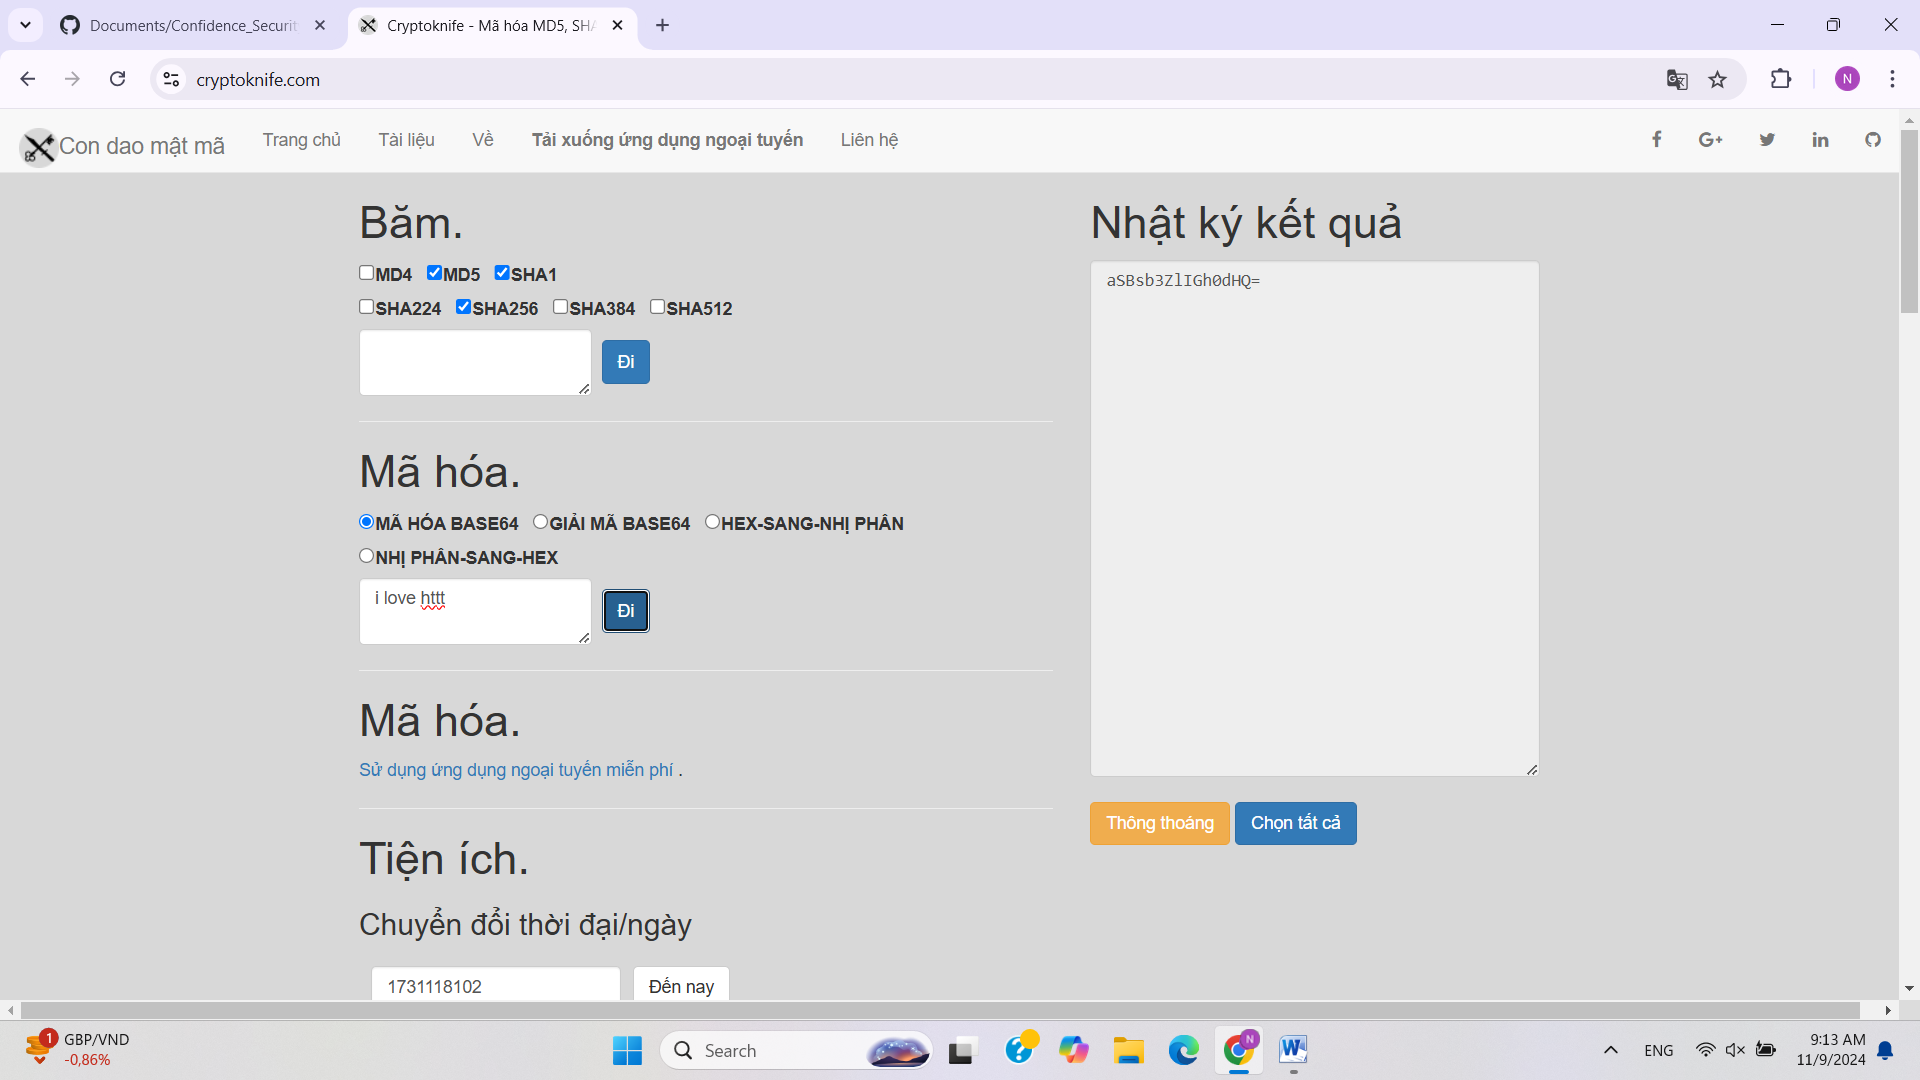 Documents/Confidence_Securit
Cryptoknife - Mã hóa MD5, SHA
cryptoknife.com
N
Con dao mật mã
Trang chủ
Tài liệu
Về
Tải xuống ứng dụng ngoại tuyến
Liên hệ
Băm.
MD4 MD5 SHA1
SHA224 SHA256 SHA384 SHA512
Đi
Mã hóa.
MÃ HÓA BASE64 GIẢI MÃ BASE64 HEX-SANG-NHỊ PHÂN
NHỊ PHÂN-SANG-HEX
i love httt
Đi
Mã hóa.
Sử dụng ứng dụng ngoại tuyến miễn phí .
Tiện ích.
Chuyển đổi thời đại/ngày
1731118102
Đến nay
Nhật ký kết quả
aSBsb3ZlIGh0dHQ=
Thông thoáng
Chọn tất cả
1
GBP/VND
-0,86%
Search
N
ENG
9:13 AM
11/9/2024